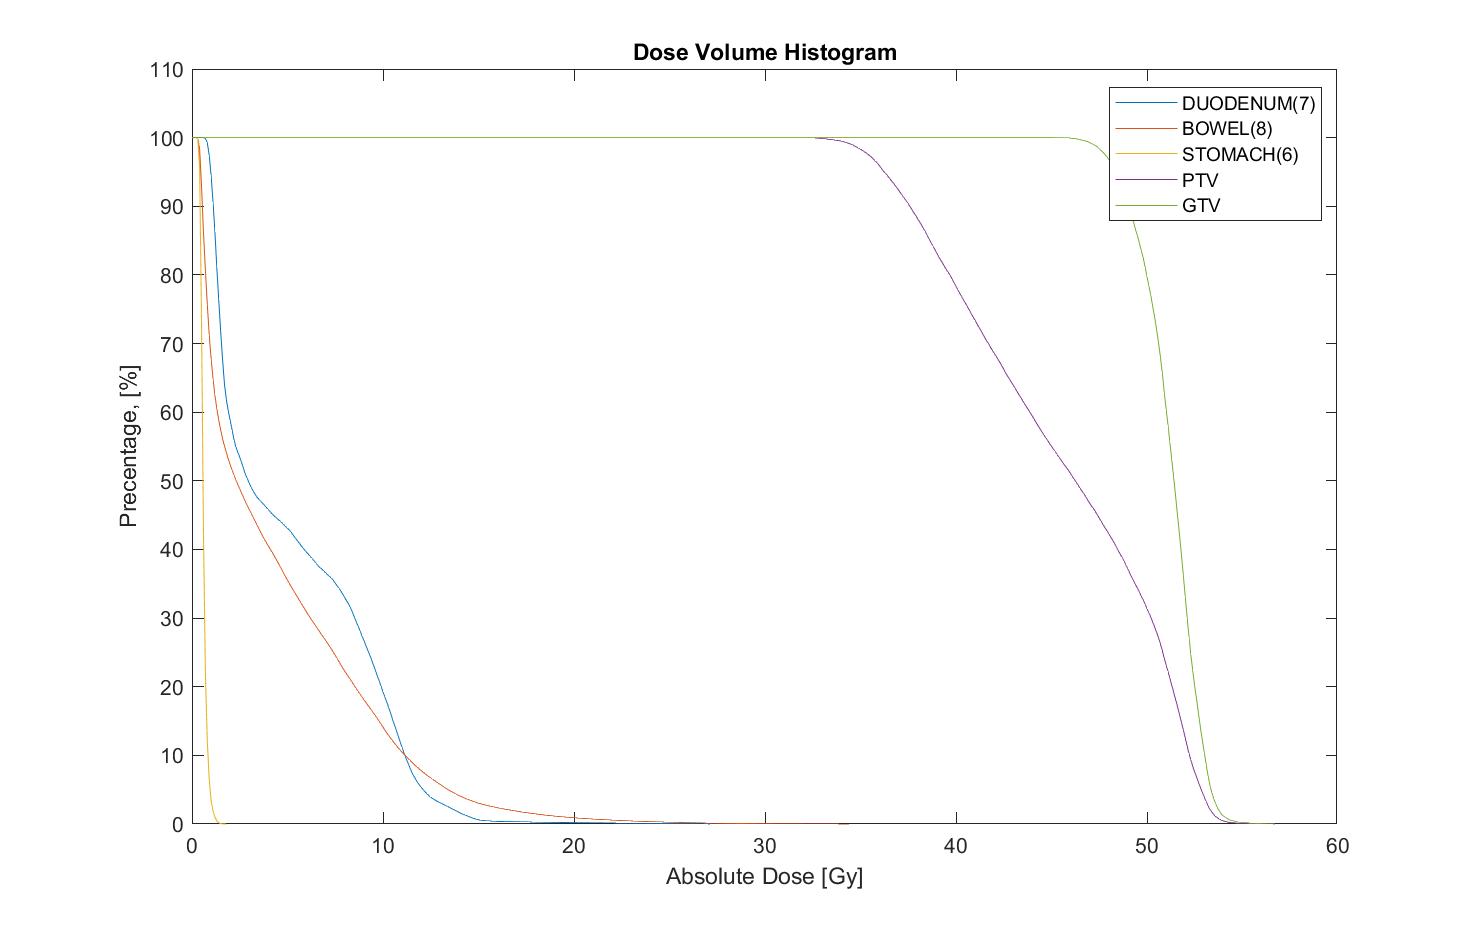 Dose Volume Histogram
110
100
90
80
70
60
50
40
30
20
10
0
Precentage, [%]
DUODENUM(7)
BOWEL(8)
STOMACH(6)
PTV
GTV
0 10 20 30 40 50 60
Absolute Dose [Gy]